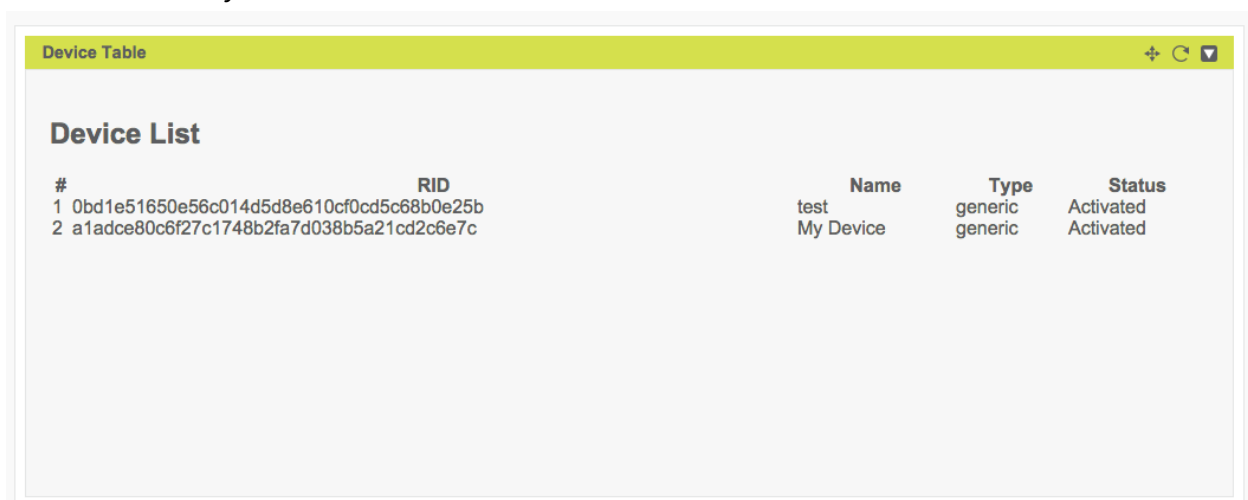 Device Table
Device List
# RID Name Type Status
1 0bd1e51650e56c014d5d8e610cf0cd5c68b0e25b test generic Activated
2 a1adce80c6f27c1748b2fa7d038b5a21cd2c6e7c My Device generic Activated